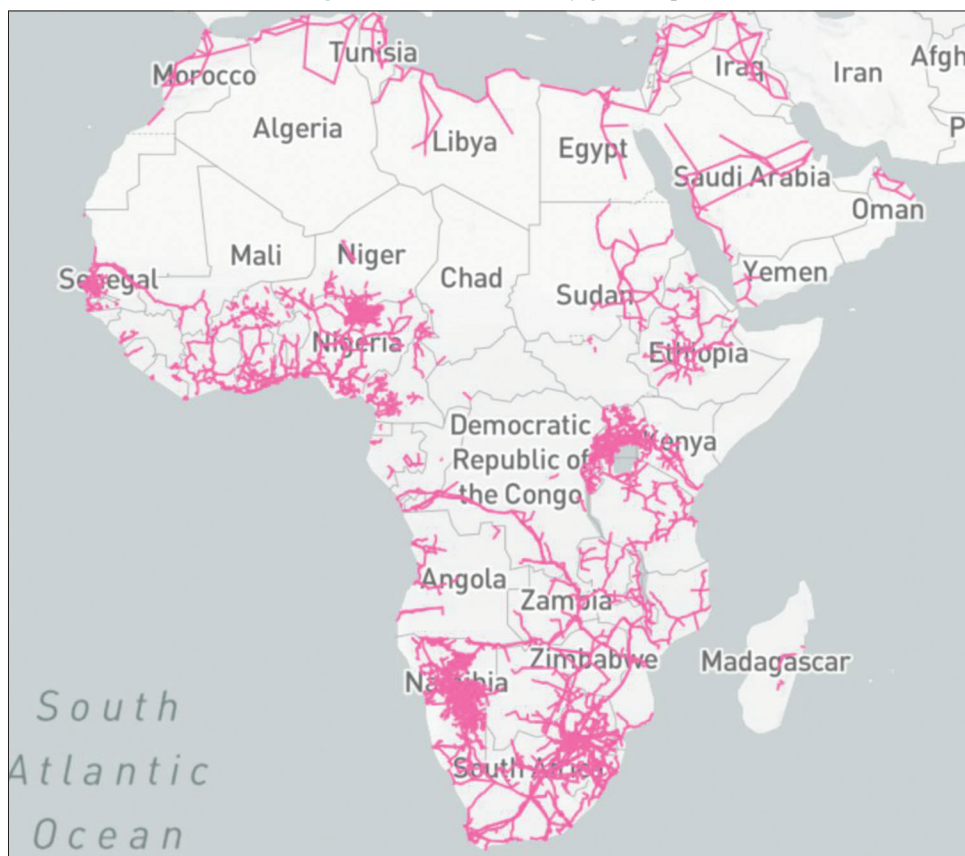 Tunisia
Morocco
Iraq
Iran
Afgh
Algeria
Libya
Egypt
P
Saudi Arabia
Oman
Mali
Niger
Chad
Sudan
Yemen
Senegal
Nigeria
Ethiopia
Democratic
Republic of
the Congo
Kenya
Angola
Zambia
Zimbabwe
Madagascar
Namibia
South Africa
South
Atlantic
Ocean